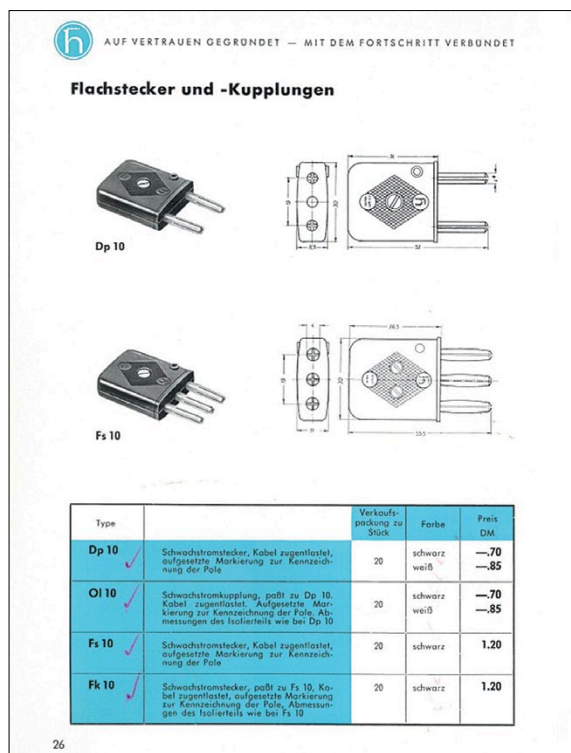 h AUF VERTRAUEN GEGRÜNDET — MIT DEM FORTSCHRITT VERBÜNDET
Flachstecker und -Kupplungen
Dp 10
Fs 10
Type Verkaufs-
packung zu
Stück Farbe Preis
DM
Dp 10 Schwachstromstecker, Kabel zugentlastet,
aufgesetzte Markierung zur Kennzeich-
nung der Pole 20 schwarz —.70
weiß —.85
Ol 10 Schwachstromkupplung, paßt zu Dp 10.
Kabel zugentlastet. Aufgesetzte Mar-
kierung zur Kennzeichnung der Pole. Ab-
messungen des Isolierteils wie bei Dp 10 20 schwarz —.70
weiß —.85
Fs 10 Schwachstromstecker, Kabel zugentlastet,
aufgesetzte Markierung zur Kennzeich-
nung der Pole 20 schwarz 1.20
Fk 10 Schwachstromstecker, paßt zu Fs 10, Ka-
bel zugentlastet, aufgesetzte Markierung
zur Kennzeichnung der Pole, Abmessun-
gen des Isolierteils wie bei Fs 10 20 schwarz 1.20
26